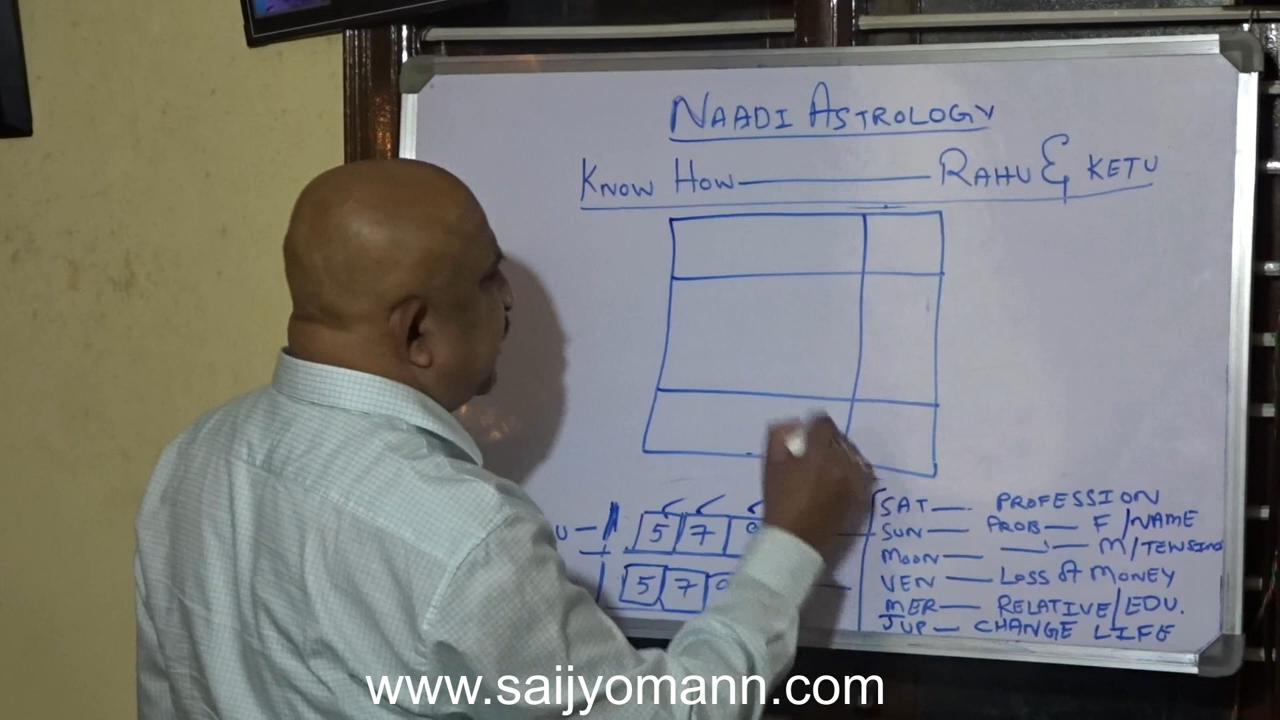 NAADI ASTROLOGY
KNOW HOW — RAHU & KETU
5 7
5 7
SAT — PROFESSION
SUN — PROB — F/NAME
MOON — — M/TENSION
VEN — LOSS OF MONEY
MER — RELATIVE/EDU.
JUP — CHANGE LIFE
www.saijyomann.com